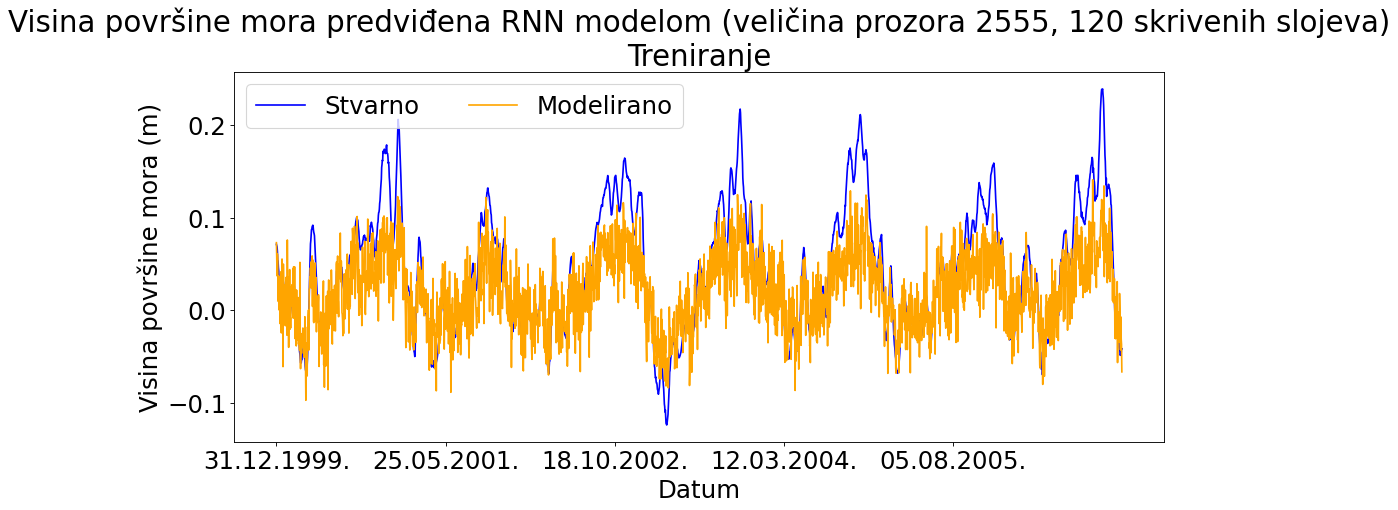 Visina površine mora predviđena RNN modelom (veličina prozora 2555, 120 skrivenih slojeva)
Treniranje
Stvarno
Modelirano
Visina površine mora (m)
0.2
0.1
0.0
−0.1
31.12.1999.
25.05.2001.
18.10.2002.
12.03.2004.
05.08.2005.
Datum